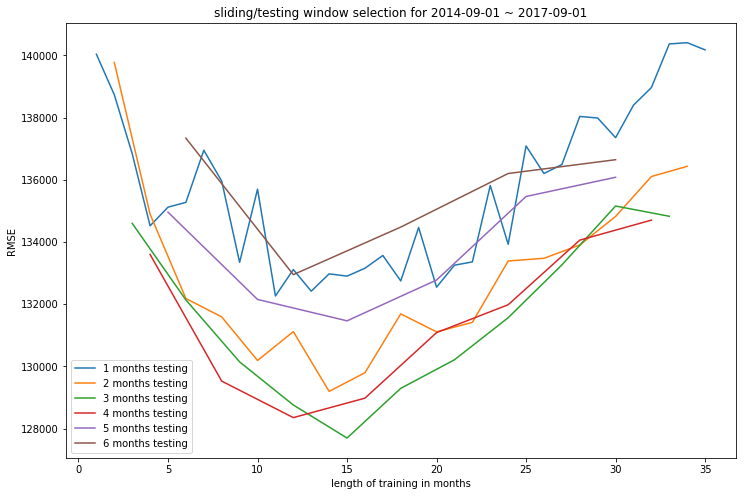 sliding/testing window selection for 2014-09-01 ~ 2017-09-01
140000
138000
136000
134000
132000
130000
128000
RMSE
1 months testing
2 months testing
3 months testing
4 months testing
5 months testing
6 months testing
0 5 10 15 20 25 30 35
length of training in months